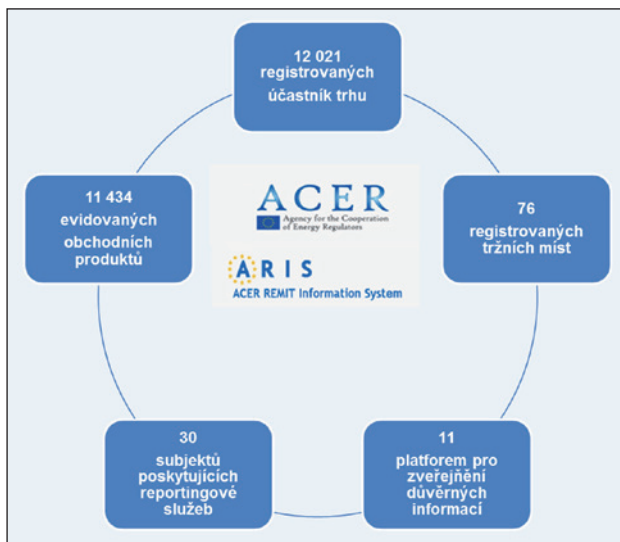 12 021
registrovaných
účastník trhu
11 434
evidovaných
obchodních
produktů
ACER
Agency for the Cooperation
of Energy Regulators
ARIS
ACER REMIT Information System
76
registrovaných
tržních míst
30
subjektů
poskytujících
reportingové
služeb
11
platforem pro
zveřejňění
důvěrných
informací